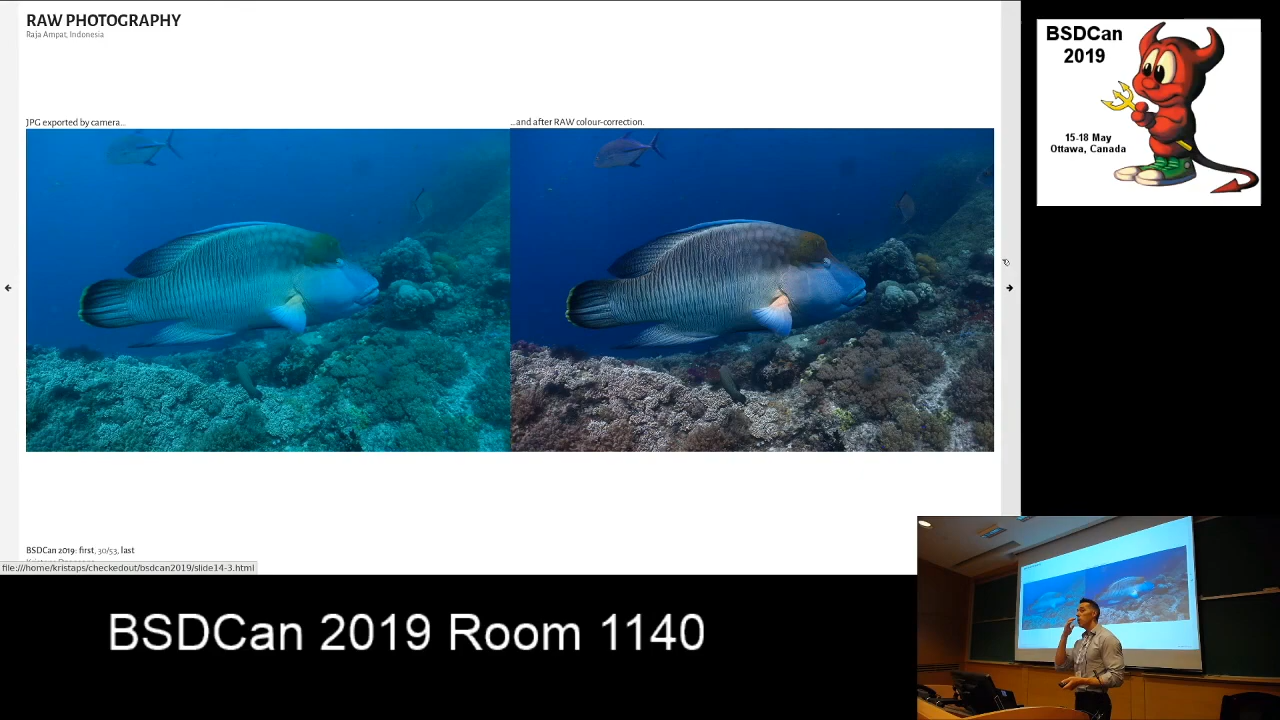 RAW PHOTOGRAPHY
Raja Ampat, Indonesia
JPG exported by camera...
...and after RAW colour-correction.
BSDCan 2019: first, 30/53, last
file:///home/kristaps/checkedout/bsdcan2019/slide14-3.html
BSDCan
2019
15-18 May
Ottawa, Canada
BSDCan 2019 Room 1140